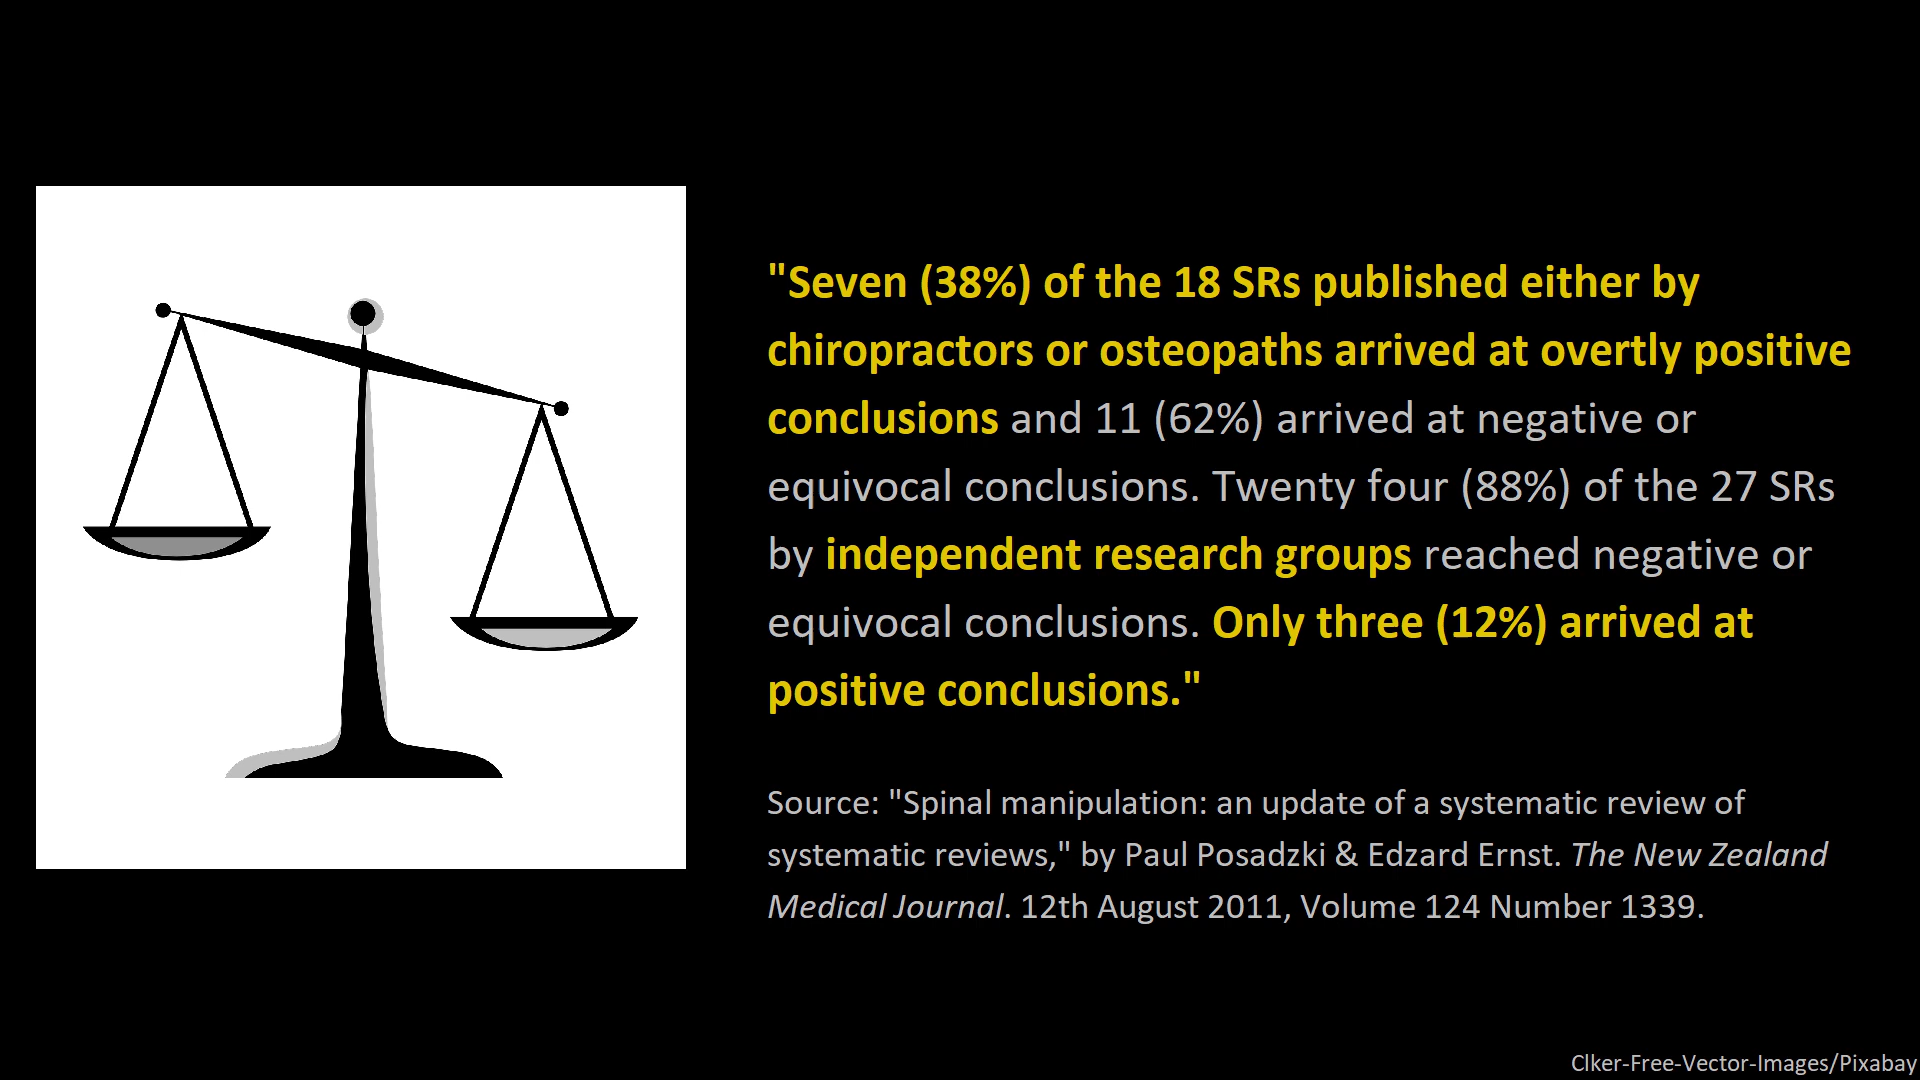 "Seven (38%) of the 18 SRs published either by
chiropractors or osteopaths arrived at overtly positive
conclusions and 11 (62%) arrived at negative or
equivocal conclusions. Twenty four (88%) of the 27 SRs
by independent research groups reached negative or
equivocal conclusions. Only three (12%) arrived at
positive conclusions."
Source: "Spinal manipulation: an update of a systematic review of
systematic reviews," by Paul Posadzki & Edzard Ernst. The New Zealand
Medical Journal. 12th August 2011, Volume 124 Number 1339.
Clker-Free-Vector-Images/Pixabay